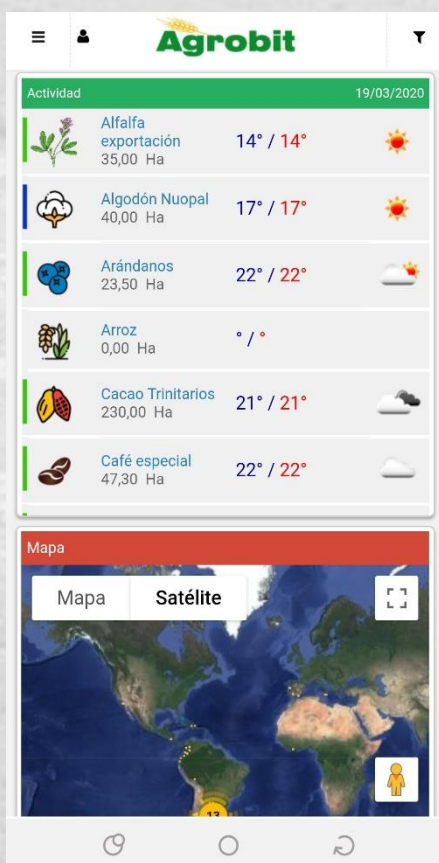 Agrobit
Actividad 19/03/2020
Alfalfa
exportación
35,00 Ha
14° / 14°
Algodón Nuopal
40,00 Ha
17° / 17°
Arándanos
23,50 Ha
22° / 22°
Arroz
0,00 Ha
° / °
Cacao Trinitarios
230,00 Ha
21° / 21°
Café especial
47,30 Ha
22° / 22°
Mapa
Mapa Satélite
13